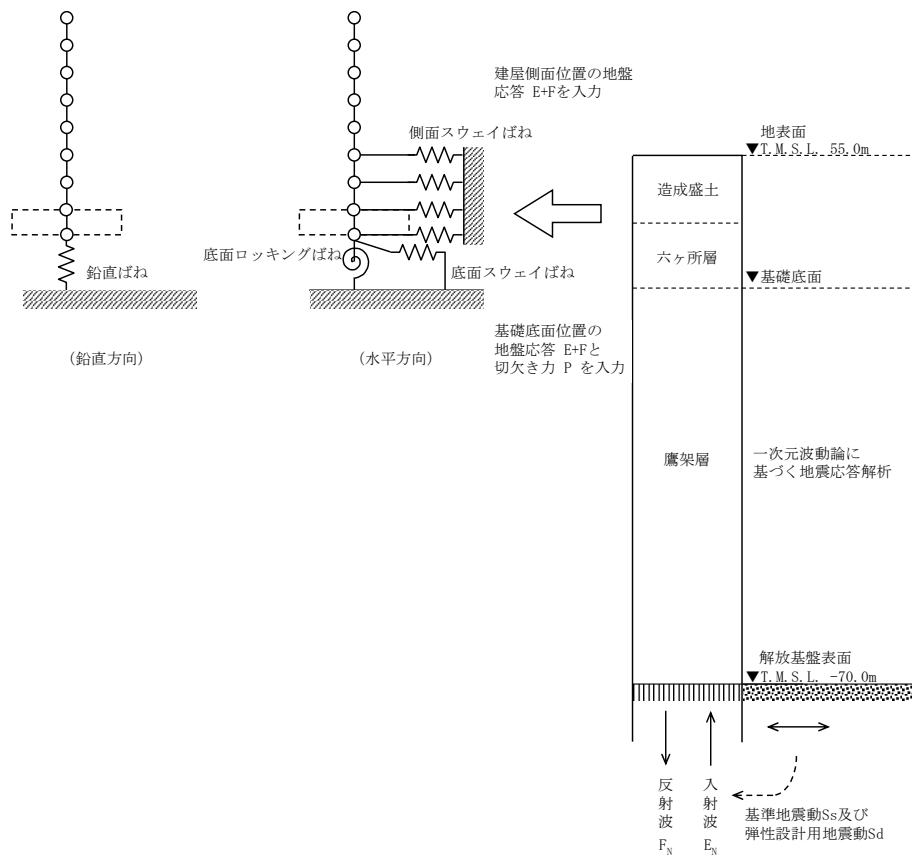 建屋側面位置の地盤
応答 E+Fを入力
側面スウェイばね
底面ロッキングばね
底面スウェイばね
鉛直ばね
(鉛直方向)
(水平方向)
基礎底面位置の
地盤応答 E+Fと
切欠き力 P を入力
地表面
▼T.M.S.L. 55.0m
造成盛土
六ヶ所層
▼基礎底面
鷹架層
一次元波動論に
基づく地震応答解析
解放基盤表面
▼T.M.S.L. -70.0m
反射波 FN
入射波 EN
基準地震動Ss及び
弾性設計用地震動Sd